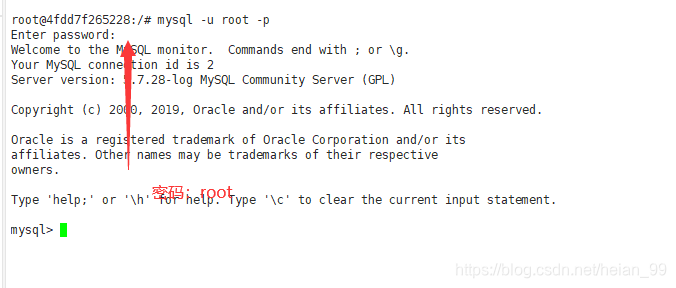 root@4fdd7f265228:/# mysql -u root -p
Enter password:
Welcome to the MySQL monitor.  Commands end with ; or \g.
Your MySQL connection id is 2
Server version: 5.7.28-log MySQL Community Server (GPL)
Copyright (c) 2000, 2019, Oracle and/or its affiliates. All rights reserved.
Oracle is a registered trademark of Oracle Corporation and/or its
affiliates. Other names may be trademarks of their respective
owners.
密码：root
Type 'help;' or '\h' for help. Type '\c' to clear the current input statement.
mysql>
https://blog.csdn.net/heian_99